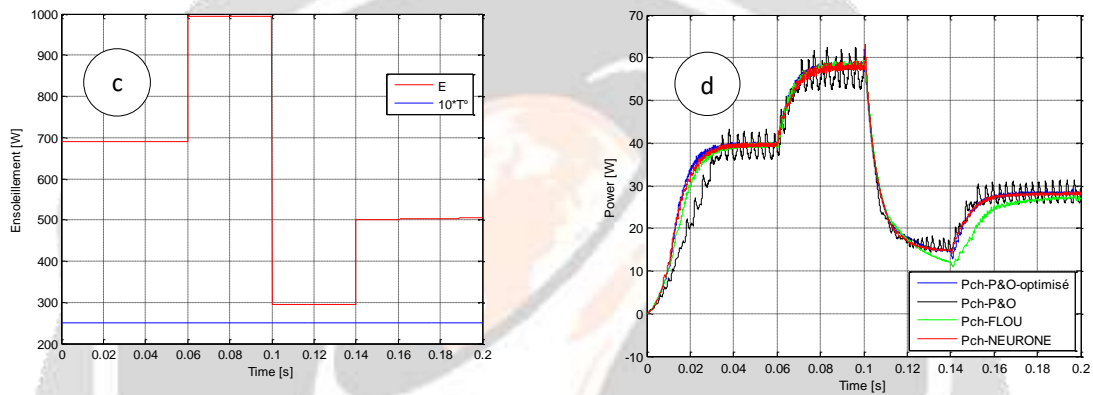 1000
900
800
700
600
500
400
300
200
Ensoleillement [W]
c
E
10*T°
0 0.02 0.04 0.06 0.08 0.1 0.12 0.14 0.16 0.18 0.2
Time [s]
70
60
50
40
30
20
10
0
-10
Power [W]
d
Pch-P&O-optimisé
Pch-P&O
Pch-FLOU
Pch-NEURONE
0 0.02 0.04 0.06 0.08 0.1 0.12 0.14 0.16 0.18 0.2
Time [s]